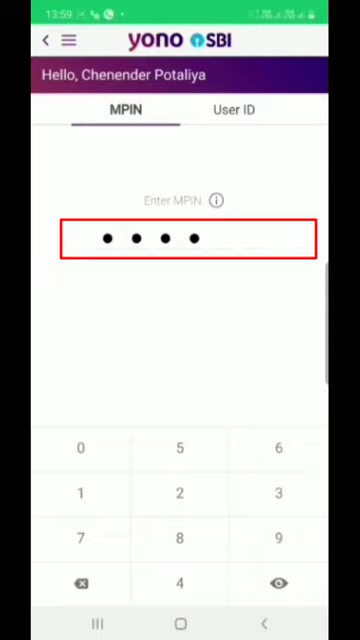 13:59
yono SBI
Hello, Chenender Potaliya
MPIN User ID
Enter MPIN
0 5 6
1 2 3
7 8 9
4